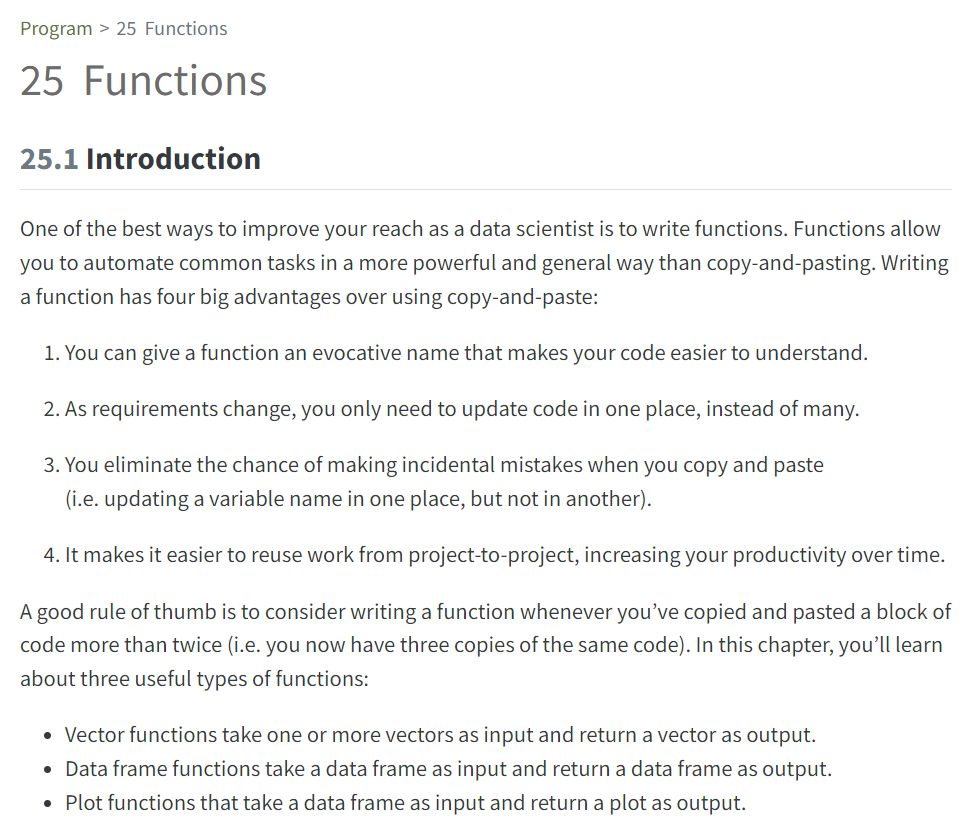 Program > 25 Functions
25 Functions
25.1 Introduction
One of the best ways to improve your reach as a data scientist is to write functions. Functions allow
you to automate common tasks in a more powerful and general way than copy-and-pasting. Writing
a function has four big advantages over using copy-and-paste:
1. You can give a function an evocative name that makes your code easier to understand.
2. As requirements change, you only need to update code in one place, instead of many.
3. You eliminate the chance of making incidental mistakes when you copy and paste
(i.e. updating a variable name in one place, but not in another).
4. It makes it easier to reuse work from project-to-project, increasing your productivity over time.
A good rule of thumb is to consider writing a function whenever you’ve copied and pasted a block of
code more than twice (i.e. you now have three copies of the same code). In this chapter, you’ll learn
about three useful types of functions:
• Vector functions take one or more vectors as input and return a vector as output.
• Data frame functions take a data frame as input and return a data frame as output.
• Plot functions that take a data frame as input and return a plot as output.